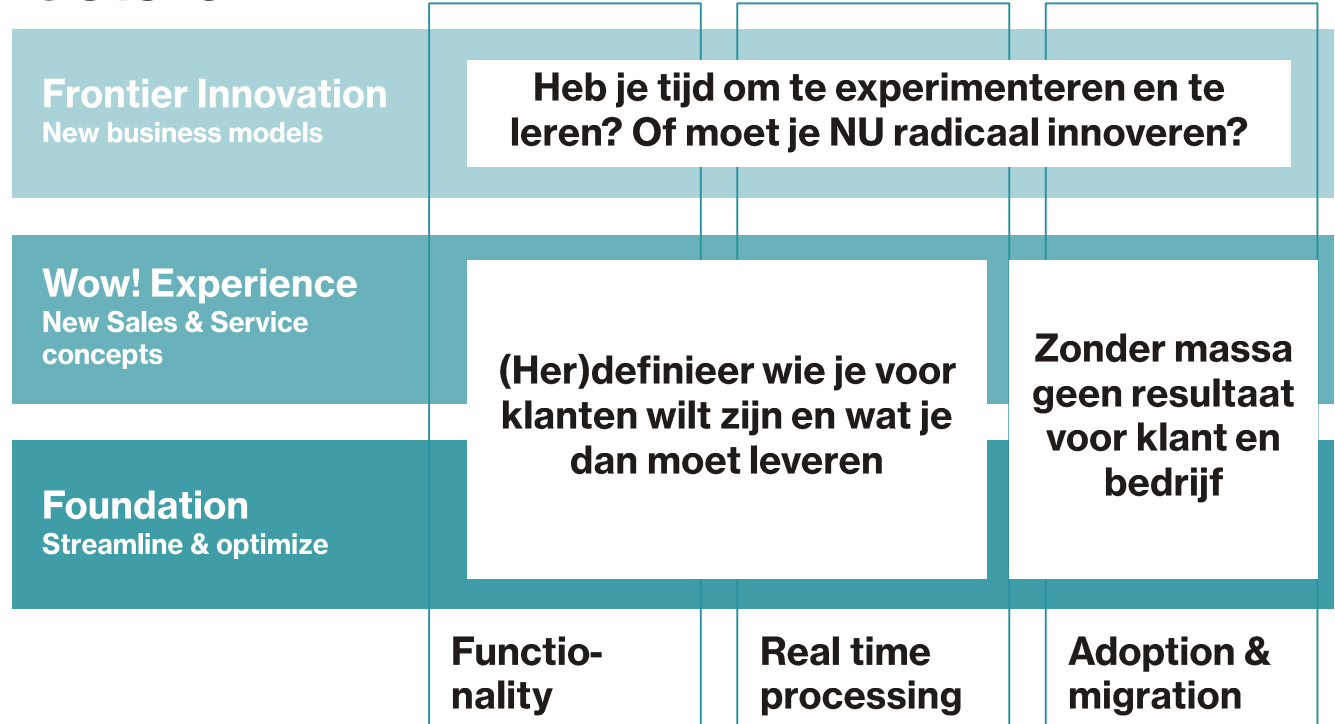 Frontier Innovation
New business models
Heb je tijd om te experimenteren en te
leren? Of moet je NU radicaal innoveren?
Wow! Experience
New Sales & Service
concepts
(Her)definieer wie je voor
klanten wilt zijn en wat je
dan moet leveren
Zonder massa
geen resultaat
voor klant en
bedrijf
Foundation
Streamline & optimize
Functio-
nality
Real time
processing
Adoption &
migration